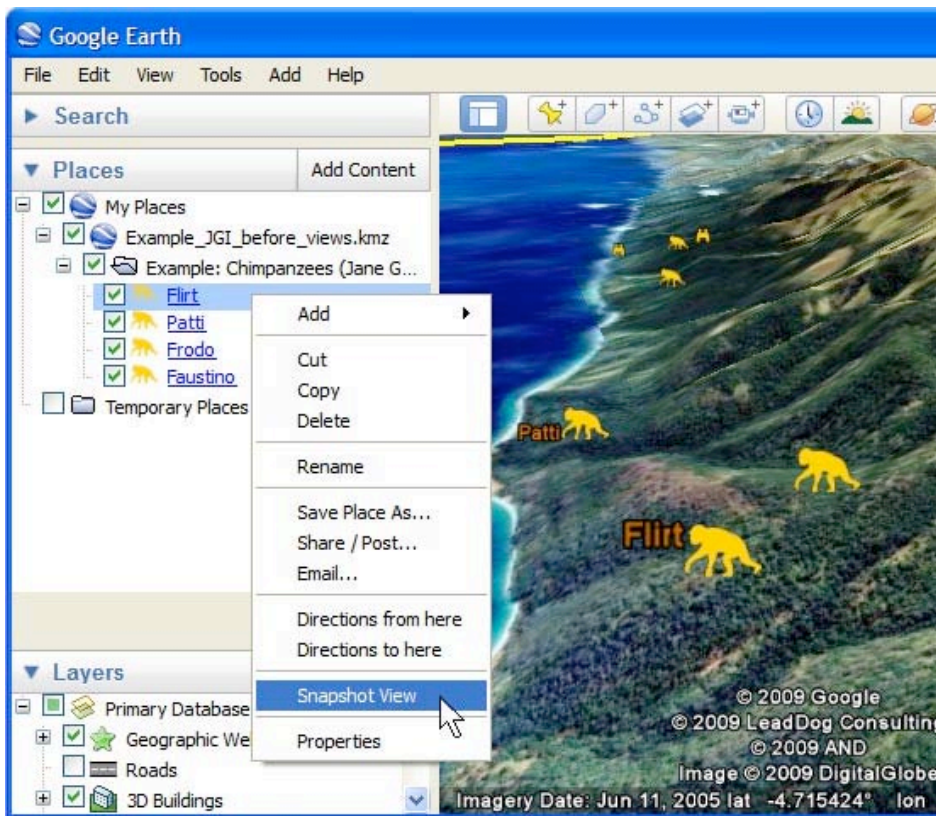 Google Earth
File Edit View Tools Add Help
Search
Places Add Content
My Places
Example_JGI_before_views.kmz
Example: Chimpanzees (Jane G...
Flirt
Patti
Frodo
Faustino
Temporary Places
Add
Cut
Copy
Delete
Rename
Save Place As...
Share / Post...
Email...
Directions from here
Directions to here
Snapshot View
Properties
Layers
Primary Database
Geographic We
Roads
3D Buildings
Patti
Flirt
© 2009 Google
© 2009 LeadDog Consulting
© 2009 AND
Image © 2009 DigitalGlobe
Imagery Date: Jun 11, 2005 lat -4.715424° lon